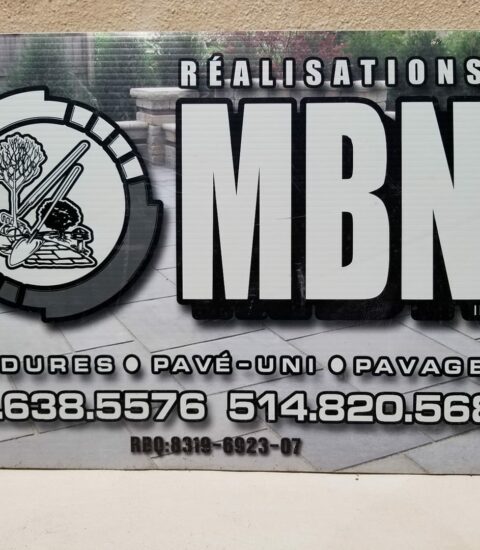 RÉALISATIONS
MBN
DURES • PAVÉ-UNI • PAVAGE
.638.5576 514.820.568
RBQ:8319-6923-07